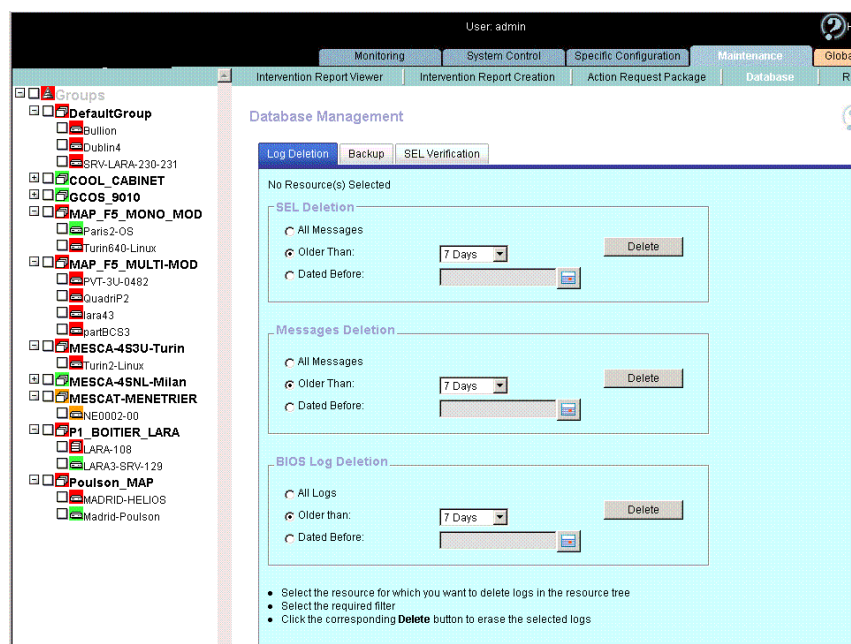 User: admin
H
Monitoring System Control Specific Configuration Maintenance Globa
Intervention Report Viewer Intervention Report Creation Action Request Package Database R
Groups
DefaultGroup
Bullion
Dublin4
SRV-LARA-230-231
COOL_CABINET
GCOS_9010
MAP_F5_MONO_MOD
Paris2-OS
Turin640-Linux
MAP_F5_MULTI-MOD
PVT-3U-0482
QuadriP2
lara43
partBCS3
MESCA-4S3U-Turin
Turin2-Linux
MESCA-4SNL-Milan
MESCAT-MENETRIER
NE0002-00
P1_BOITIER_LARA
LARA-108
LARA3-SRV-129
Poulson_MAP
MADRID-HELIOS
Madrid-Poulson
Database Management
Log Deletion Backup SEL Verification
No Resource(s) Selected
SEL Deletion
All Messages
Older Than: 7 Days Delete
Dated Before:
Messages Deletion
All Messages
Older Than: 7 Days Delete
Dated Before:
BIOS Log Deletion
All Logs
Older than: 7 Days Delete
Dated Before:
• Select the resource for which you want to delete logs in the resource tree
• Select the required filter
• Click the corresponding Delete button to erase the selected logs